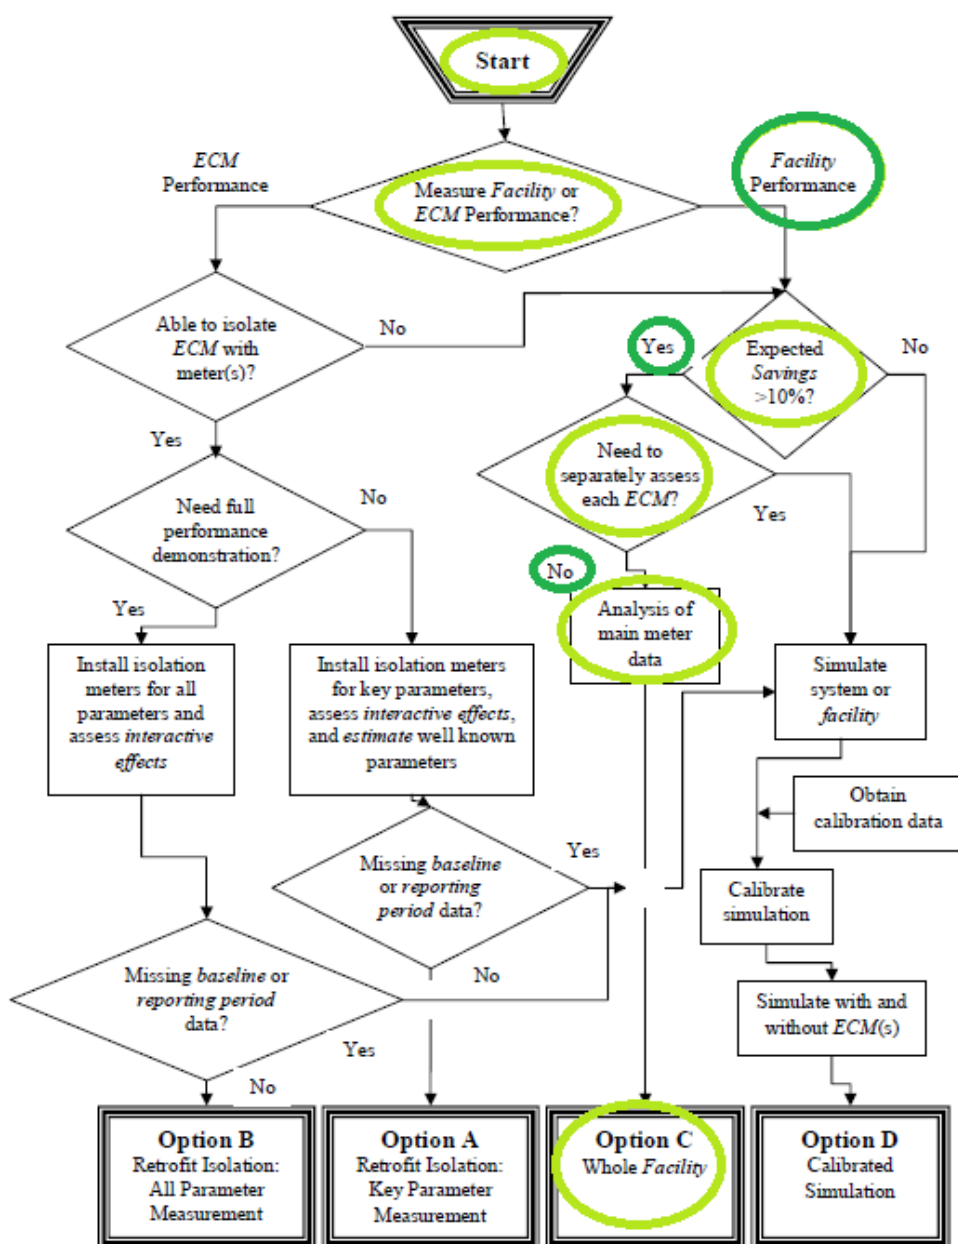 Start
ECM
Performance
Measure Facility or
ECM Performance?
Facility
Performance
Able to isolate
ECM with
meter(s)?
No
Yes
Expected
Savings
>10%?
No
Yes
Need to
separately assess
each ECM?
Yes
No
Need full
performance
demonstration?
No
Yes
Analysis of
main meter
data
Install isolation
meters for all
parameters and
assess interactive
effects
Install isolation meters
for key parameters,
assess interactive effects,
and estimate well known
parameters
Simulate
system or
facility
Obtain
calibration data
Missing baseline
or reporting
period data?
Yes
No
Calibrate
simulation
Missing baseline or
reporting period
data?
Yes
No
Simulate with and
without ECM(s)
Option B
Retrofit Isolation:
All Parameter
Measurement
Option A
Retrofit Isolation:
Key Parameter
Measurement
Option C
Whole Facility
Option D
Calibrated
Simulation